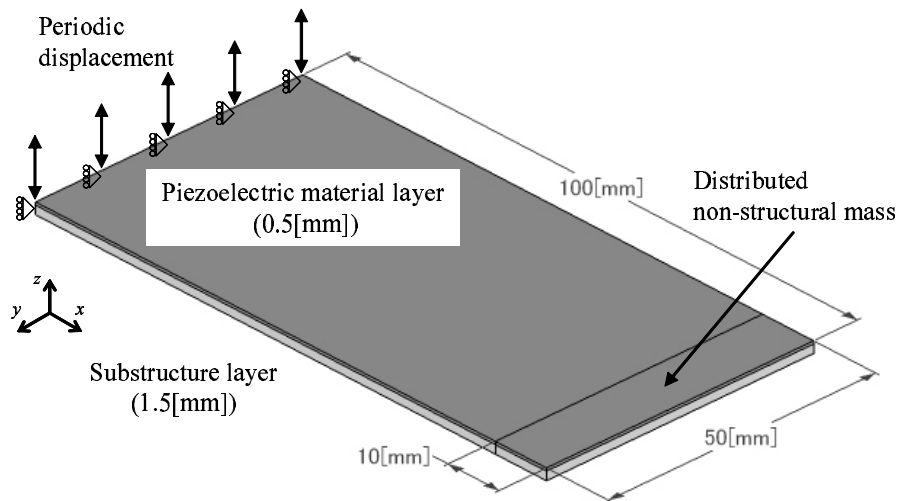 Periodic
displacement
Piezoelectric material layer
(0.5[mm])
100[mm]
Distributed
non-structural mass
z
y
x
Substructure layer
(1.5[mm])
10[mm]
50[mm]